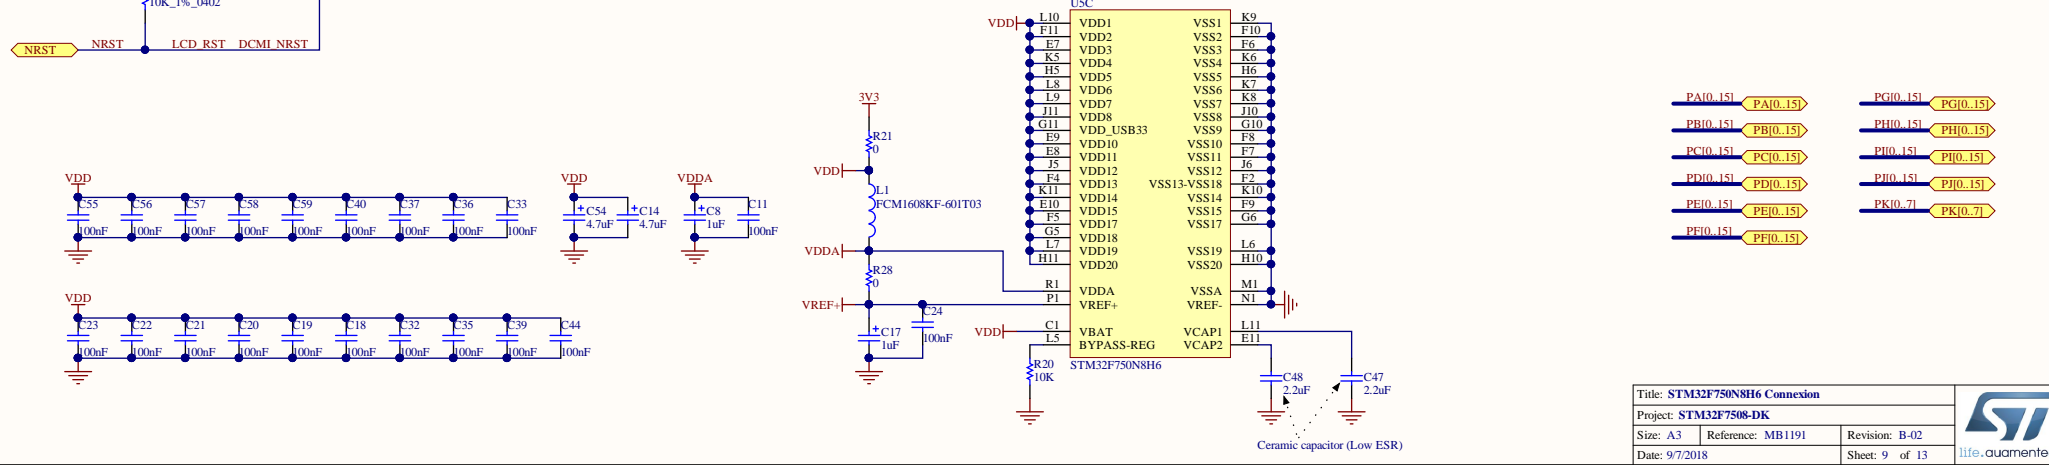 10K_1%_0402
NRST
NRST
LCD_RST
DCMI_NRST
VDD
C55 100nF
C56 100nF
C57 100nF
C58 100nF
C59 100nF
C40 100nF
C37 100nF
C36 100nF
C33 100nF
VDD
C54 4.7uF
C14 4.7uF
VDDA
C8 1uF
C11 100nF
VDD
C23 100nF
C22 100nF
C21 100nF
C20 100nF
C19 100nF
C18 100nF
C32 100nF
C35 100nF
C39 100nF
C44 100nF
3V3
R21
0
VDD
L1
FCM1608KF-601T03
VDDA
R28
0
VREF+
C17
1uF
C24
100nF
U5C
VDD L10 VDD1 VSS1 K9
F11 VDD2 VSS2 F10
E7 VDD3 VSS3 F6
K5 VDD4 VSS4 K6
H5 VDD5 VSS5 H6
L8 VDD6 VSS6 K7
L9 VDD7 VSS7 K8
J11 VDD8 VSS8 J10
G11 VDD_USB33 VSS9 G10
E9 VDD10 VSS10 F8
E8 VDD11 VSS11 F7
J5 VDD12 VSS12 J6
F4 VDD13 VSS13-VSS18 F2
K11 VDD14 VSS14 K10
E10 VDD15 VSS15 F9
F5 VDD17 VSS17 G6
G5 VDD18
L7 VDD19 VSS19 L6
H11 VDD20 VSS20 H10
R1 VDDA VSSA M1
P1 VREF+ VREF- N1
VDD C1 VBAT VCAP1 L11
L5 BYPASS-REG VCAP2 E11
STM32F750N8H6
R20
10K
C48
2.2uF
C47
2.2uF
Ceramic capacitor (Low ESR)
PA[0..15] PA[0..15]
PB[0..15] PB[0..15]
PC[0..15] PC[0..15]
PD[0..15] PD[0..15]
PE[0..15] PE[0..15]
PF[0..15] PF[0..15]
PG[0..15] PG[0..15]
PH[0..15] PH[0..15]
PI[0..15] PI[0..15]
PJ[0..15] PJ[0..15]
PK[0..7] PK[0..7]
Title: STM32F750N8H6 Connexion
Project: STM32F7508-DK
Size: A3 Reference: MB1191 Revision: B-02
Date: 9/7/2018 Sheet: 9 of 13
ST
life.augmente